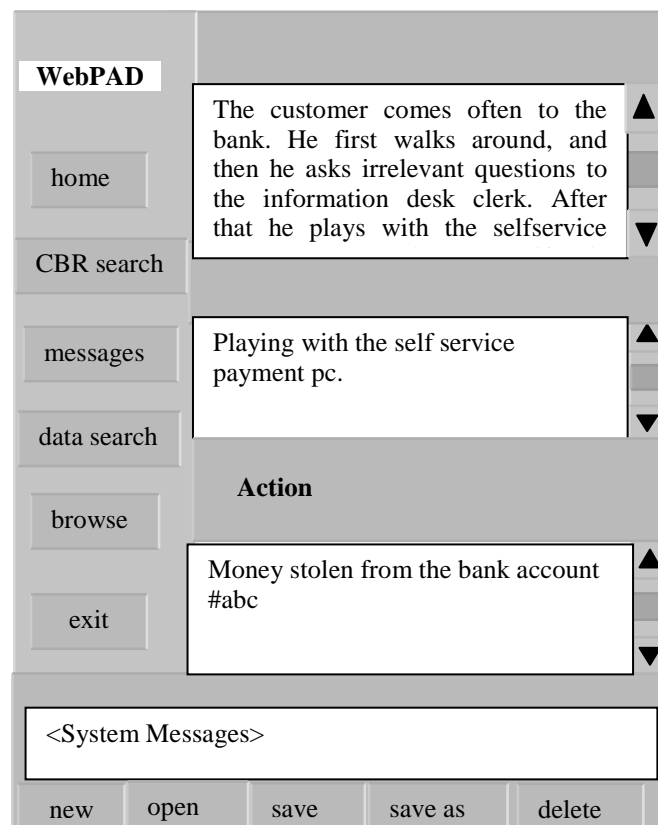 WebPAD
home
CBR search
messages
data search
browse
exit
The customer comes often to the
bank. He first walks around, and
then he asks irrelevant questions to
the information desk clerk. After
that he plays with the selfservice
Playing with the self service
payment pc.
Action
Money stolen from the bank account
#abc
<System Messages>
new open save save as delete